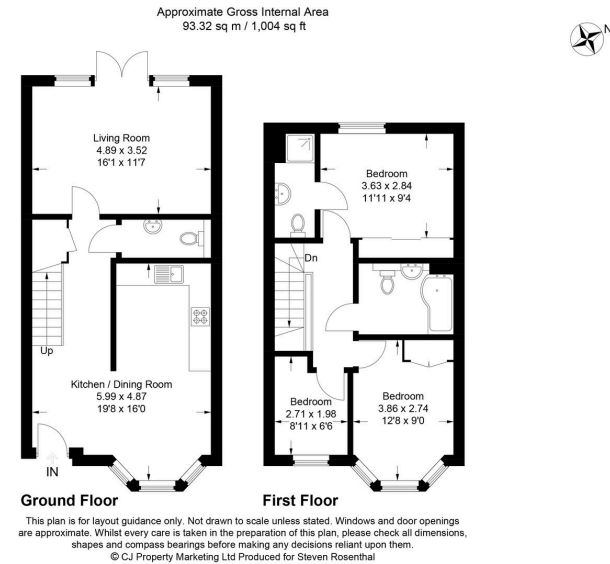 Approximate Gross Internal Area
93.32 sq m / 1,004 sq ft
N
Living Room
4.89 x 3.52
16'1 x 11'7
Up
Kitchen / Dining Room
5.99 x 4.87
19'8 x 16'0
IN
Ground Floor
Bedroom
3.63 x 2.84
11'11 x 9'4
Dn
Bedroom
2.71 x 1.98
8'11 x 6'6
Bedroom
3.86 x 2.74
12'8 x 9'0
First Floor
This plan is for layout guidance only. Not drawn to scale unless stated. Windows and door openings
are approximate. Whilst every care is taken in the preparation of this plan, please check all dimensions,
shapes and compass bearings before making any decisions reliant upon them.
© CJ Property Marketing Ltd Produced for Steven Rosenthal